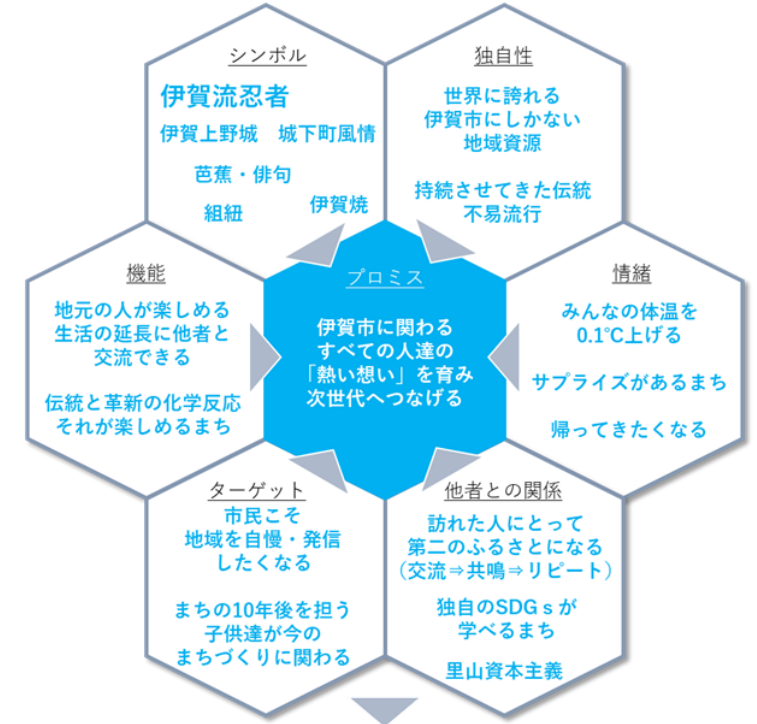 シンボル
伊賀流忍者
伊賀上野城　城下町風情
芭蕉・俳句
組紐
伊賀焼
独自性
世界に誇れる
伊賀市にしかない
地域資源
持続させてきた伝統
不易流行
機能
地元の人が楽しめる
生活の延長に他者と
交流できる
伝統と革新の化学反応
それが楽しめるまち
プロミス
伊賀市に関わる
すべての人達の
「熱い想い」を育み
次世代へつなげる
情緒
みんなの体温を
0.1℃上げる
サプライズがあるまち
帰ってきたくなる
ターゲット
市民こそ
地域を自慢・発信
したくなる
まちの10年後を担う
子供達が今の
まちづくりに関わる
他者との関係
訪れた人にとって
第二のふるさとになる
（交流⇒共鳴⇒リピート）
独自のSDGｓが
学べるまち
里山資本主義